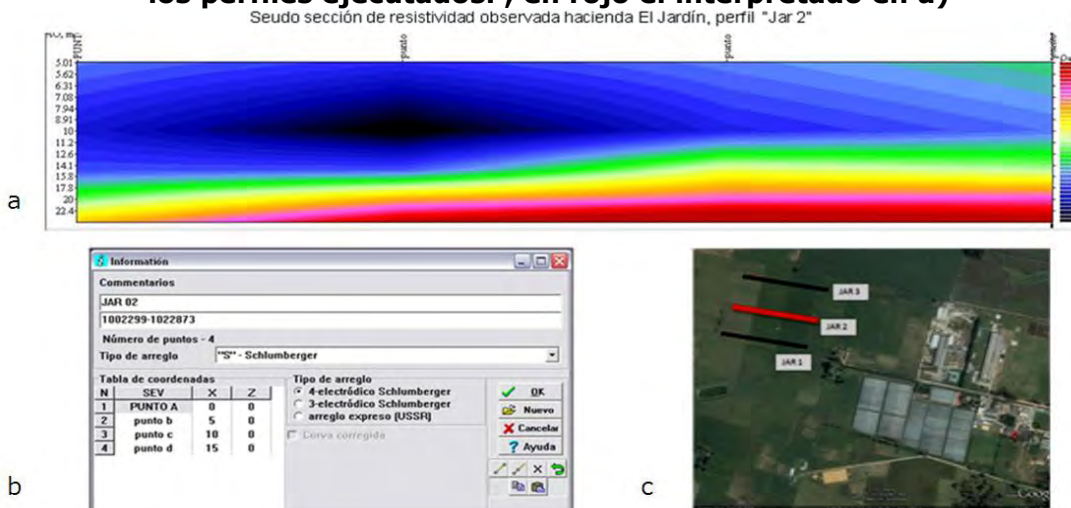 los perfiles ejecutados. , en rojo el interpretado en a)
Seudo sección de resistividad observada hacienda El Jardín, perfil "Jar 2"
PUNT
punto
punto
5.01
5.62
6.31
7.08
7.94
8.91
10
11.2
12.6
14.1
15.8
17.8
20
22.4
a
Information
Commentarios
JAR 02
1002299-1022873
Número de puntos - 4
Tipo de arreglo "S" - Schlumberger
Tabla de coordenadas
N SEV X Z
1 PUNTO A 0 0
2 punto b 5 0
3 punto c 10 0
4 punto d 15 0
Tipo de arreglo
4-electródico Schlumberger
3-electródico Schlumberger
arreglo expreso (USSR)
Corva corregida
OK
Nuevo
Cancelar
Ayuda
b
JAR 3
JAR 2
JAR 1
c